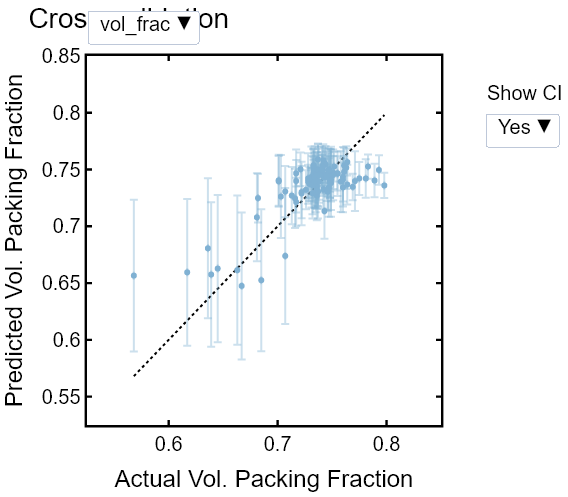 vol_frac ▼
0.85
0.8
0.75
0.7
0.65
0.6
0.55
Predicted Vol. Packing Fraction
0.6 0.7 0.8
Actual Vol. Packing Fraction
Show CI
Yes ▼